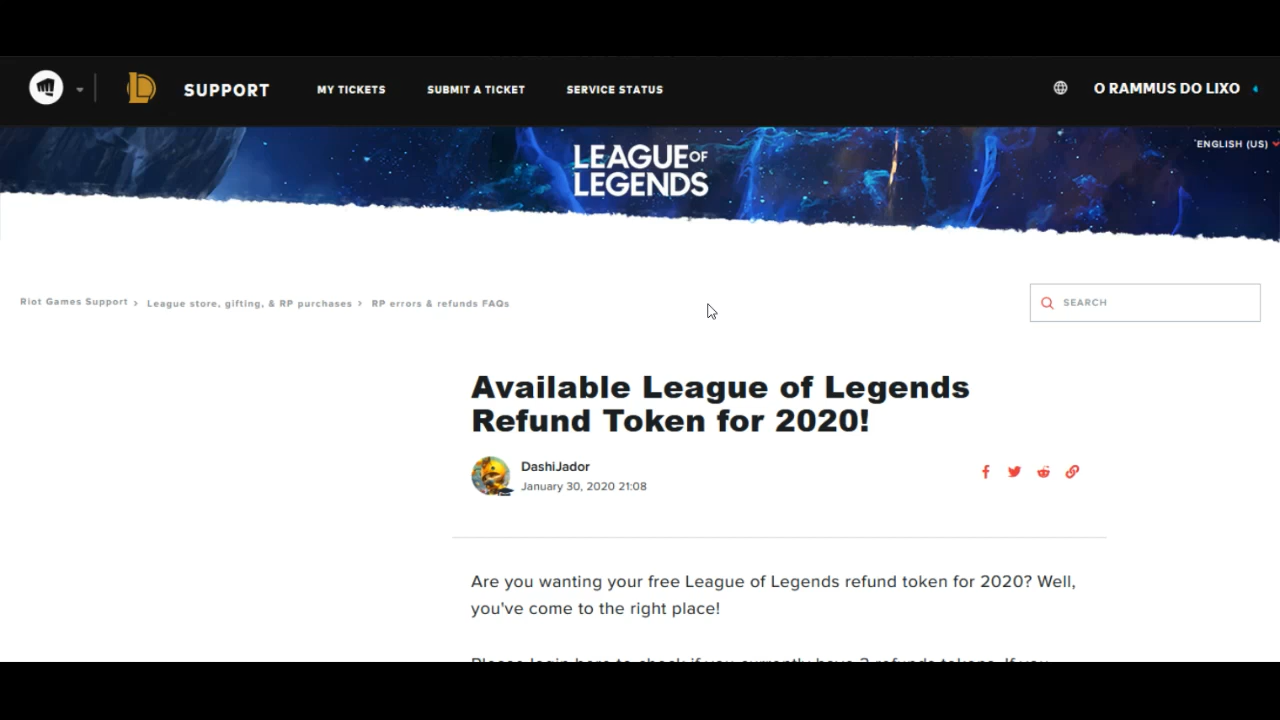 SUPPORT
MY TICKETS
SUBMIT A TICKET
SERVICE STATUS
O RAMMUS DO LIXO
LEAGUE OF
LEGENDS
ENGLISH (US)
Riot Games Support › League store, gifting, & RP purchases › RP errors & refunds FAQs
SEARCH
Available League of Legends
Refund Token for 2020!
DashiJador
January 30, 2020 21:08
Are you wanting your free League of Legends refund token for 2020? Well,
you've come to the right place!